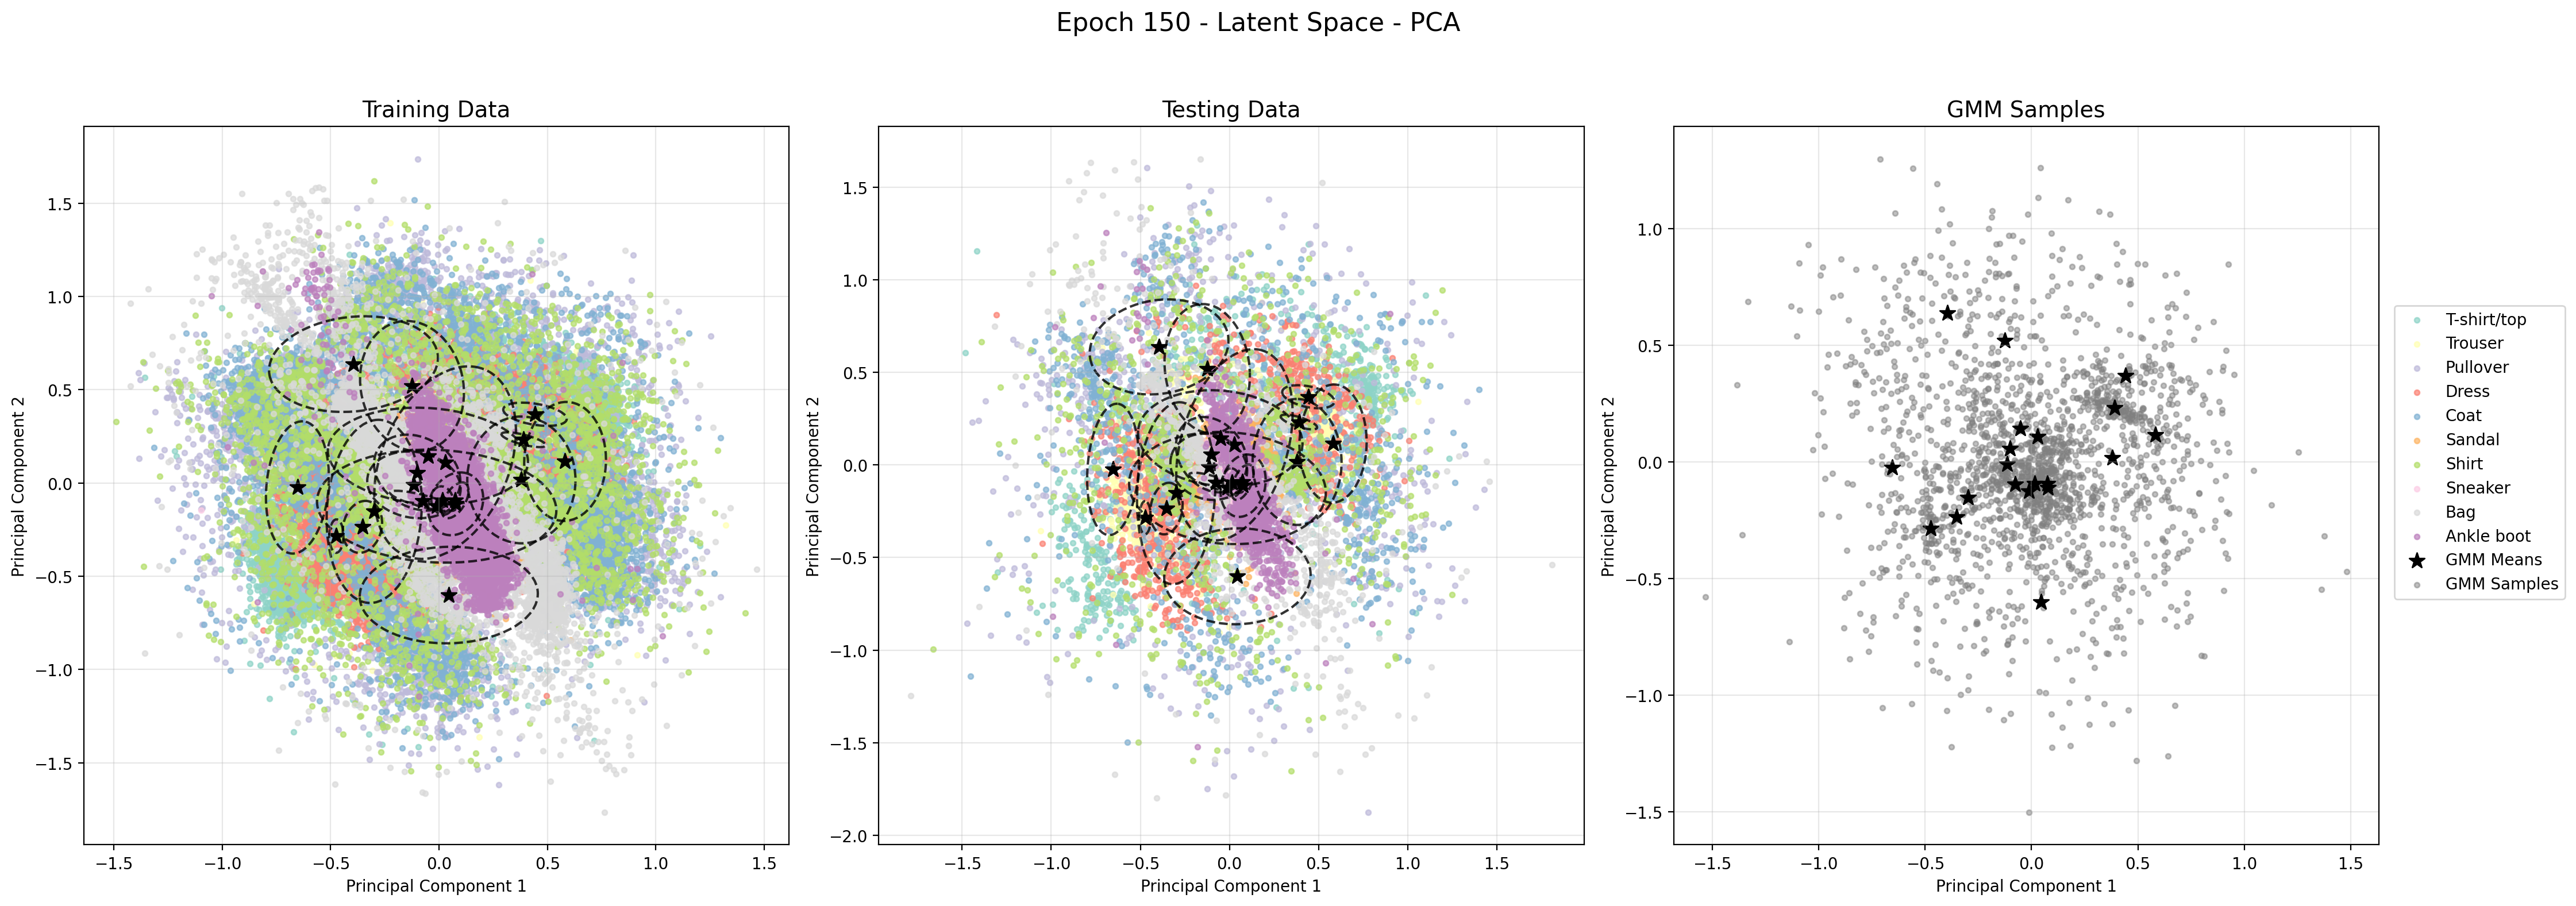 Epoch 150 - Latent Space - PCA
Training Data
1.5
1.0
0.5
0.0
−0.5
−1.0
−1.5
Principal Component 2
−1.5 −1.0 −0.5 0.0 0.5 1.0 1.5
Principal Component 1
Testing Data
1.5
1.0
0.5
0.0
−0.5
−1.0
−1.5
−2.0
Principal Component 2
−1.5 −1.0 −0.5 0.0 0.5 1.0 1.5
Principal Component 1
GMM Samples
1.0
0.5
0.0
−0.5
−1.0
−1.5
Principal Component 2
−1.5 −1.0 −0.5 0.0 0.5 1.0 1.5
Principal Component 1
T-shirt/top
Trouser
Pullover
Dress
Coat
Sandal
Shirt
Sneaker
Bag
Ankle boot
GMM Means
GMM Samples